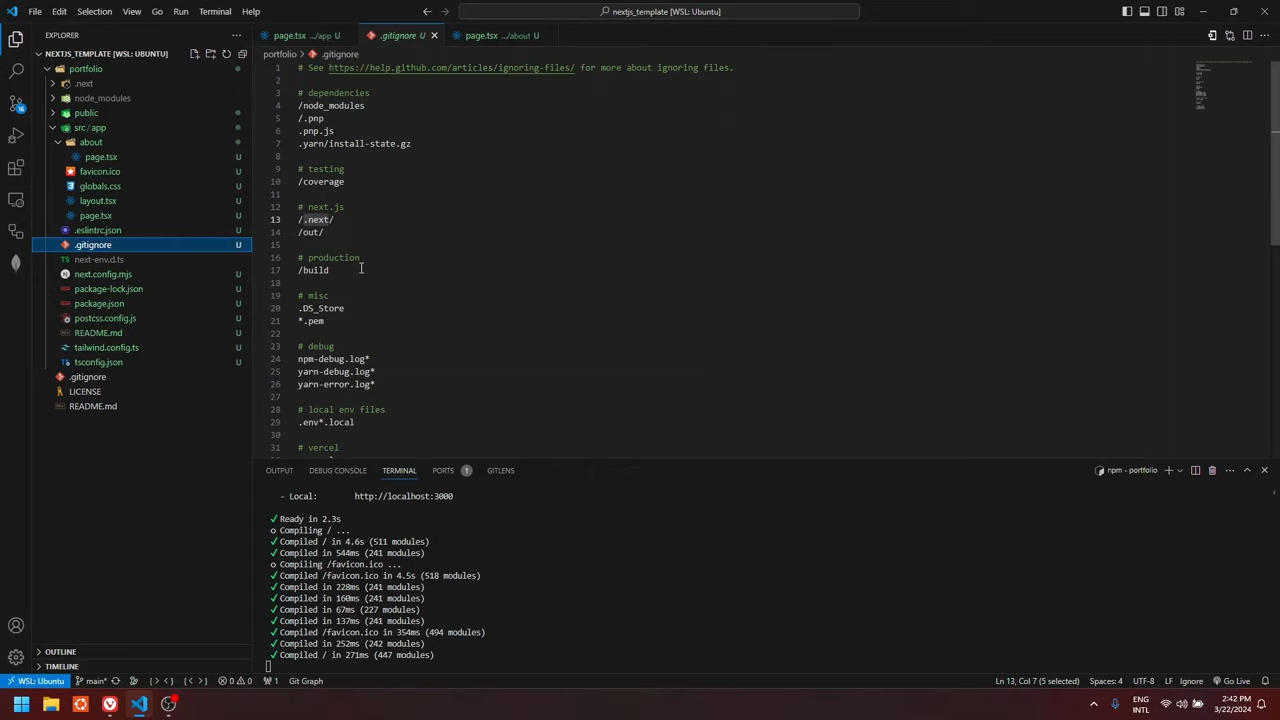 File Edit Selection View Go Run Terminal Help
nextjs_template [WSL: Ubuntu]
EXPLORER
page.tsx .../app U
.gitignore U
page.tsx .../about U
NEXTJS_TEMPLATE [WSL: UBUNTU]
portfolio
.next
node_modules
public
src / app
about
page.tsx U
favicon.ico U
globals.css U
layout.tsx U
page.tsx U
.eslintrc.json U
.gitignore U
next-env.d.ts
next.config.mjs U
package-lock.json U
package.json U
postcss.config.js U
README.md U
tailwind.config.ts U
tsconfig.json U
.gitignore
LICENSE
README.md
OUTLINE
TIMELINE
16
portfolio > .gitignore
1 # See https://help.github.com/articles/ignoring-files/ for more about ignoring files.
2
3 # dependencies
4 /node_modules
5 /.pnp
6 .pnp.js
7 .yarn/install-state.gz
8
9 # testing
10 /coverage
11
12 # next.js
13 /.next/
14 /out/
15
16 # production
17 /build
18
19 # misc
20 .DS_Store
21 *.pem
22
23 # debug
24 npm-debug.log*
25 yarn-debug.log*
26 yarn-error.log*
27
28 # local env files
29 .env*.local
30
31 # vercel
OUTPUT DEBUG CONSOLE TERMINAL PORTS 1 GITLENS
npm - portfolio
- Local: http://localhost:3000
✓ Ready in 2.3s
○ Compiling / ...
✓ Compiled / in 4.6s (511 modules)
✓ Compiled in 544ms (241 modules)
○ Compiling /favicon.ico ...
✓ Compiled /favicon.ico in 4.5s (518 modules)
✓ Compiled in 228ms (241 modules)
✓ Compiled in 160ms (241 modules)
✓ Compiled in 67ms (227 modules)
✓ Compiled in 137ms (241 modules)
✓ Compiled /favicon.ico in 354ms (494 modules)
✓ Compiled in 252ms (242 modules)
✓ Compiled / in 271ms (447 modules)
WSL: Ubuntu main* 0 0 1 Git Graph
Ln 13, Col 7 (5 selected) Spaces: 4 UTF-8 LF Ignore Go Live
ENG
INTL
2:42 PM
3/22/2024